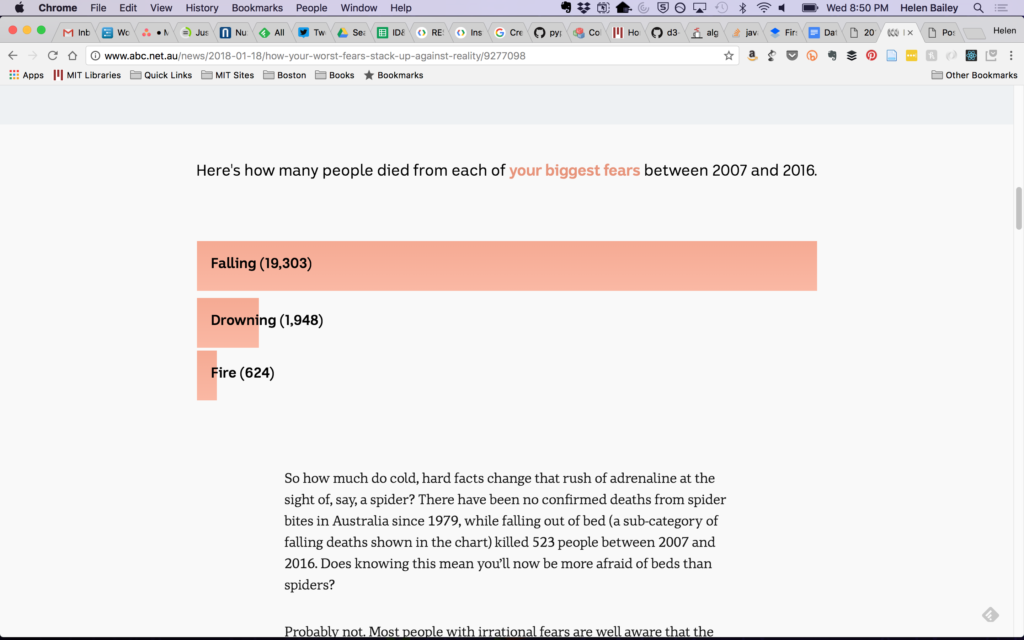 Chrome File Edit View History Bookmarks People Window Help Wed 8:50 PM Helen Bailey
Inb Wo M Jus Nu All Tw Sea ID& RE: Ins Cre pyp Co Ho d3- alg jav Fir Dat 20 Po Helen
www.abc.net.au/news/2018-01-18/how-your-worst-fears-stack-up-against-reality/9277098
Apps MIT Libraries Quick Links MIT Sites Boston Books Bookmarks Other Bookmarks
Here's how many people died from each of your biggest fears between 2007 and 2016.
Falling (19,303)
Drowning (1,948)
Fire (624)
So how much do cold, hard facts change that rush of adrenaline at the
sight of, say, a spider? There have been no confirmed deaths from spider
bites in Australia since 1979, while falling out of bed (a sub-category of
falling deaths shown in the chart) killed 523 people between 2007 and
2016. Does knowing this mean you'll now be more afraid of beds than
spiders?
Probably not. Most people with irrational fears are well aware that the